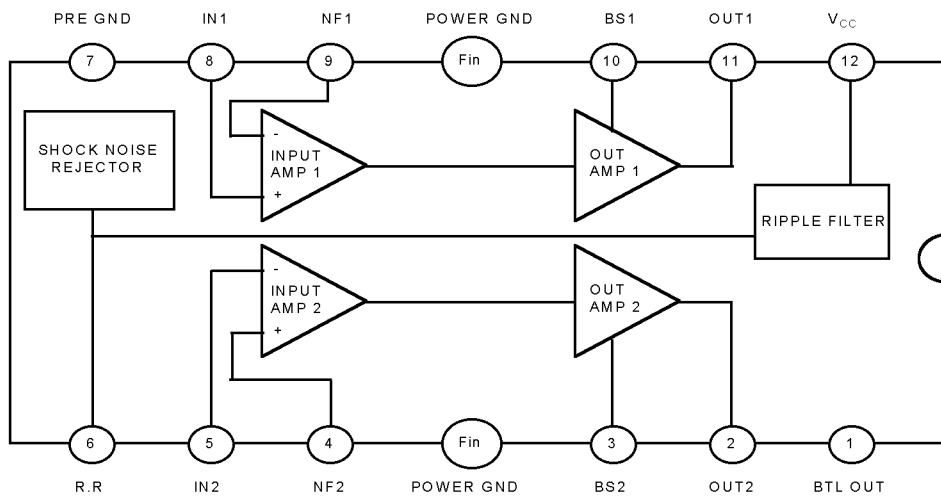 PRE GND IN1 NF1 POWER GND BS1 OUT1 VCC
7 8 9 Fin 10 11 12
SHOCK NOISE
REJECTOR
-
INPUT
AMP 1
+
OUT
AMP 1
RIPPLE FILTER
-
INPUT
AMP 2
+
OUT
AMP 2
6 5 4 Fin 3 2 1
R.R IN2 NF2 POWER GND BS2 OUT2 BTL OUT